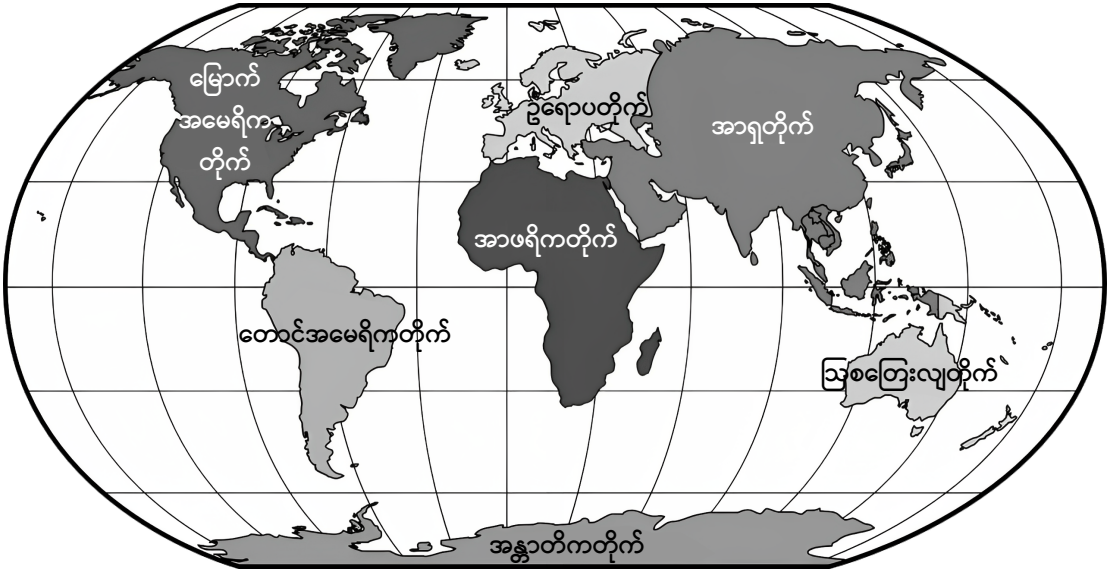 မြောက်
အမေရိက
တိုက်
ဥရောပတိုက်
အာရှတိုက်
အာဖရိကတိုက်
တောင်အမေရိကတိုက်
ဩစတြေးလျတိုက်
အန္တာတိကတိုက်